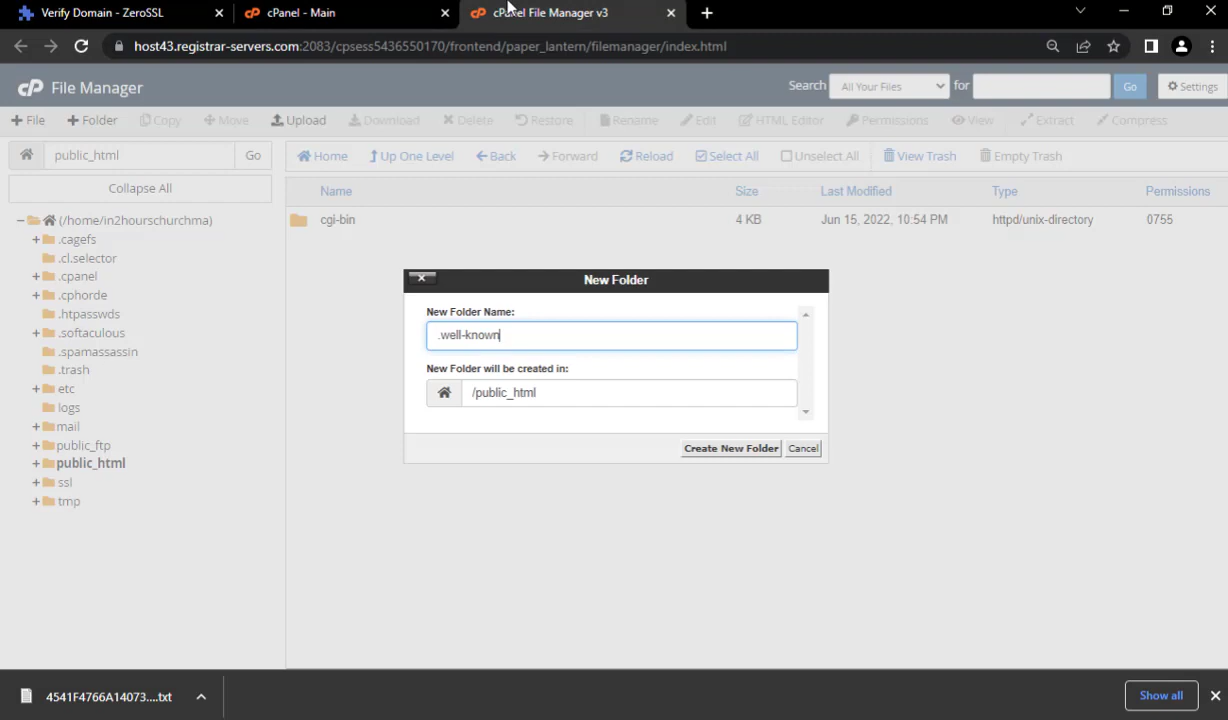 Verify Domain - ZeroSSL
cPanel - Main
cPanel File Manager v3
host43.registrar-servers.com:2083/cpsess5436550170/frontend/paper_lantern/filemanager/index.html
cP File Manager
Search All Your Files for Go Settings
File Folder Copy Move Upload Download Delete Restore Rename Edit HTML Editor Permissions View Extract Compress
public_html Go
Home Up One Level Back Forward Reload Select All Unselect All View Trash Empty Trash
Collapse All
Name Size Last Modified Type Permissions
cgi-bin 4 KB Jun 15, 2022, 10:54 PM httpd/unix-directory 0755
(/home/in2hourschurchma)
.cagefs
.cl.selector
.cpanel
.cphorde
.htpasswds
.softaculous
.spamassassin
.trash
etc
logs
mail
public_ftp
public_html
ssl
tmp
New Folder
New Folder Name:
.well-known
New Folder will be created in:
/public_html
Create New Folder Cancel
4541F4766A14073....txt
Show all